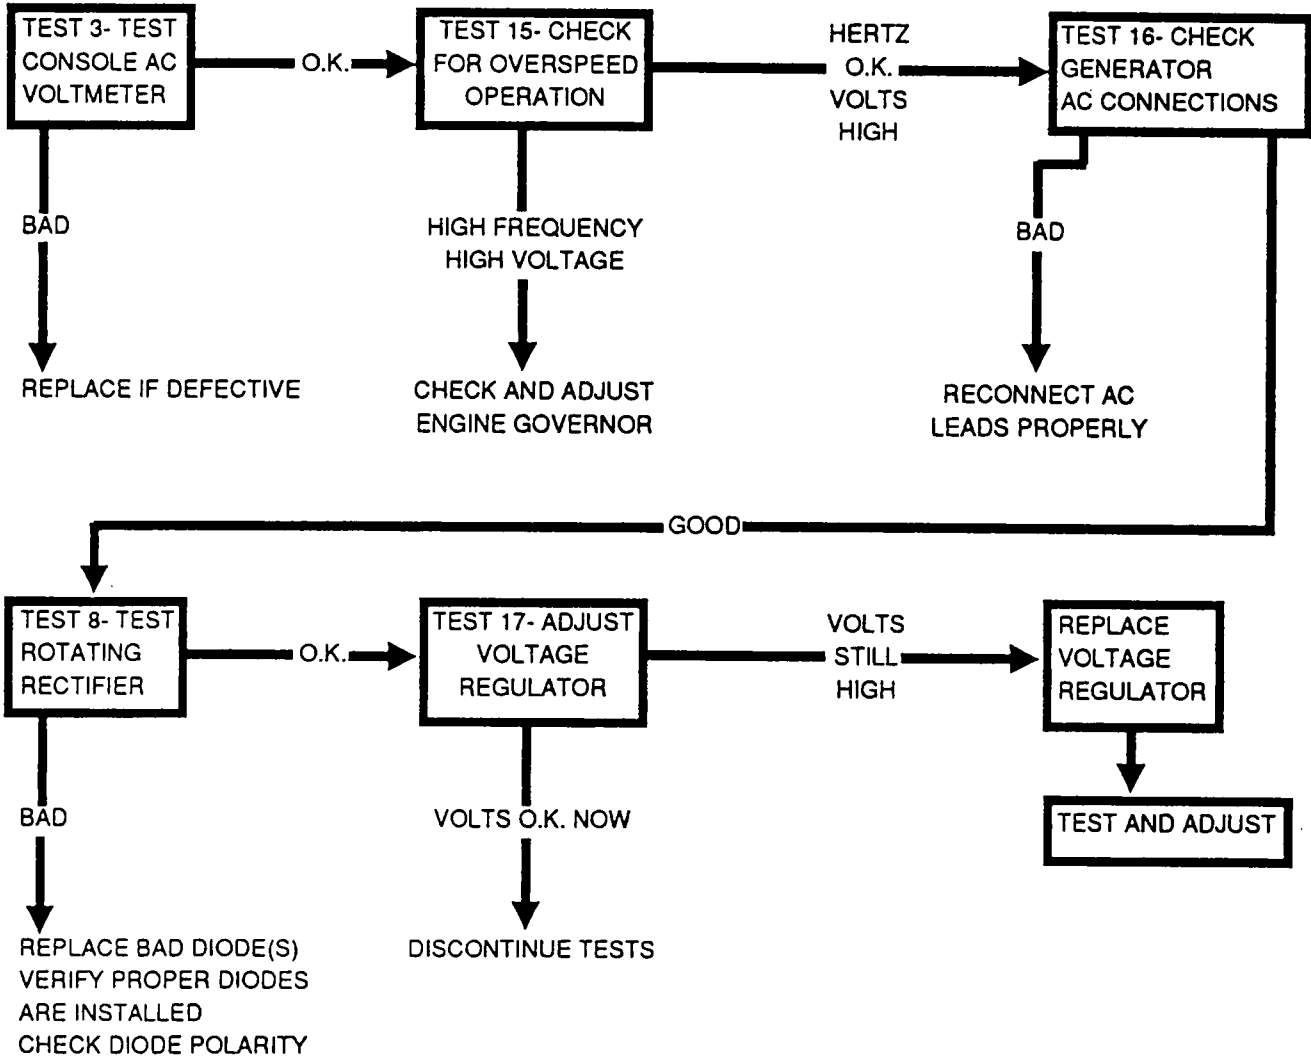 TEST 3- TEST
CONSOLE AC
VOLTMETER
O.K.
TEST 15- CHECK
FOR OVERSPEED
OPERATION
HERTZ
O.K.
VOLTS
HIGH
TEST 16- CHECK
GENERATOR
AC CONNECTIONS
BAD
HIGH FREQUENCY
HIGH VOLTAGE
BAD
REPLACE IF DEFECTIVE
CHECK AND ADJUST
ENGINE GOVERNOR
RECONNECT AC
LEADS PROPERLY
GOOD
TEST 8- TEST
ROTATING
RECTIFIER
O.K.
TEST 17- ADJUST
VOLTAGE
REGULATOR
VOLTS
STILL
HIGH
REPLACE
VOLTAGE
REGULATOR
BAD
VOLTS O.K. NOW
TEST AND ADJUST
REPLACE BAD DIODE(S)
VERIFY PROPER DIODES
ARE INSTALLED
CHECK DIODE POLARITY
DISCONTINUE TESTS